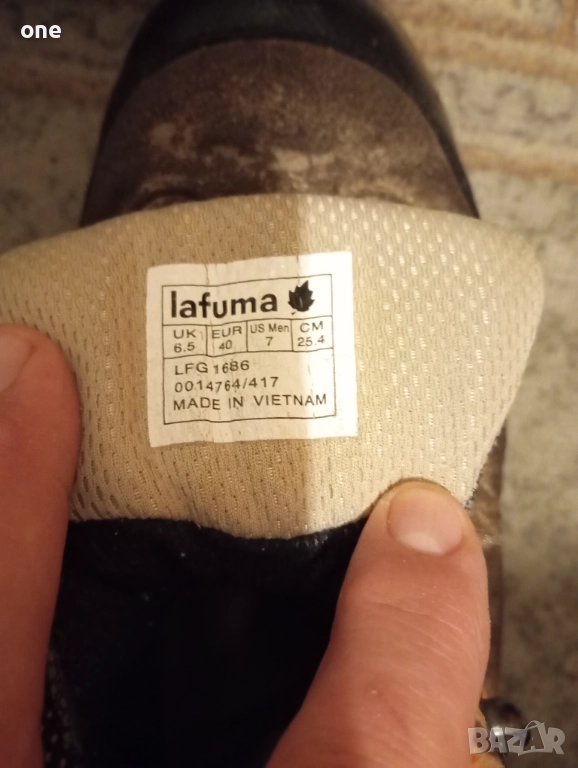 one
lafuma
UK EUR US Men CM
6.5 40 7 25.4
LFG 1686
0014764/417
MADE IN VIETNAM
BAZAR